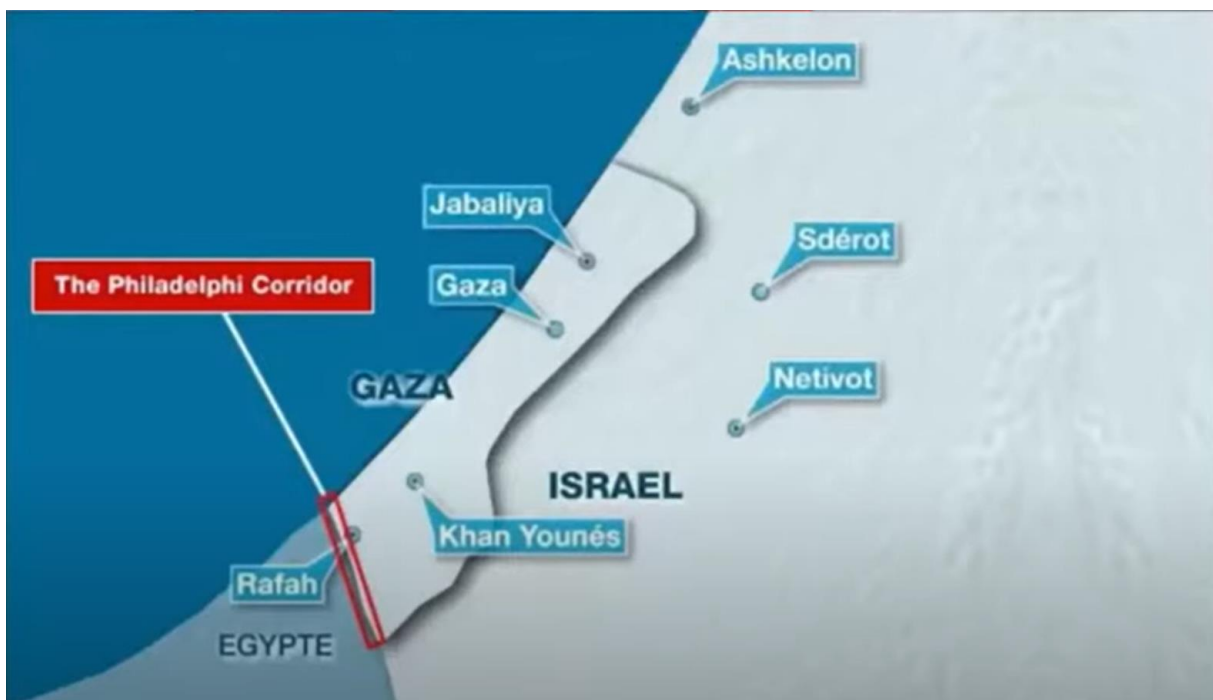 Ashkelon
Jabaliya
Sdérot
The Philadelphi Corridor
Gaza
GAZA
Netivot
ISRAEL
Khan Younés
Rafah
EGYPTE